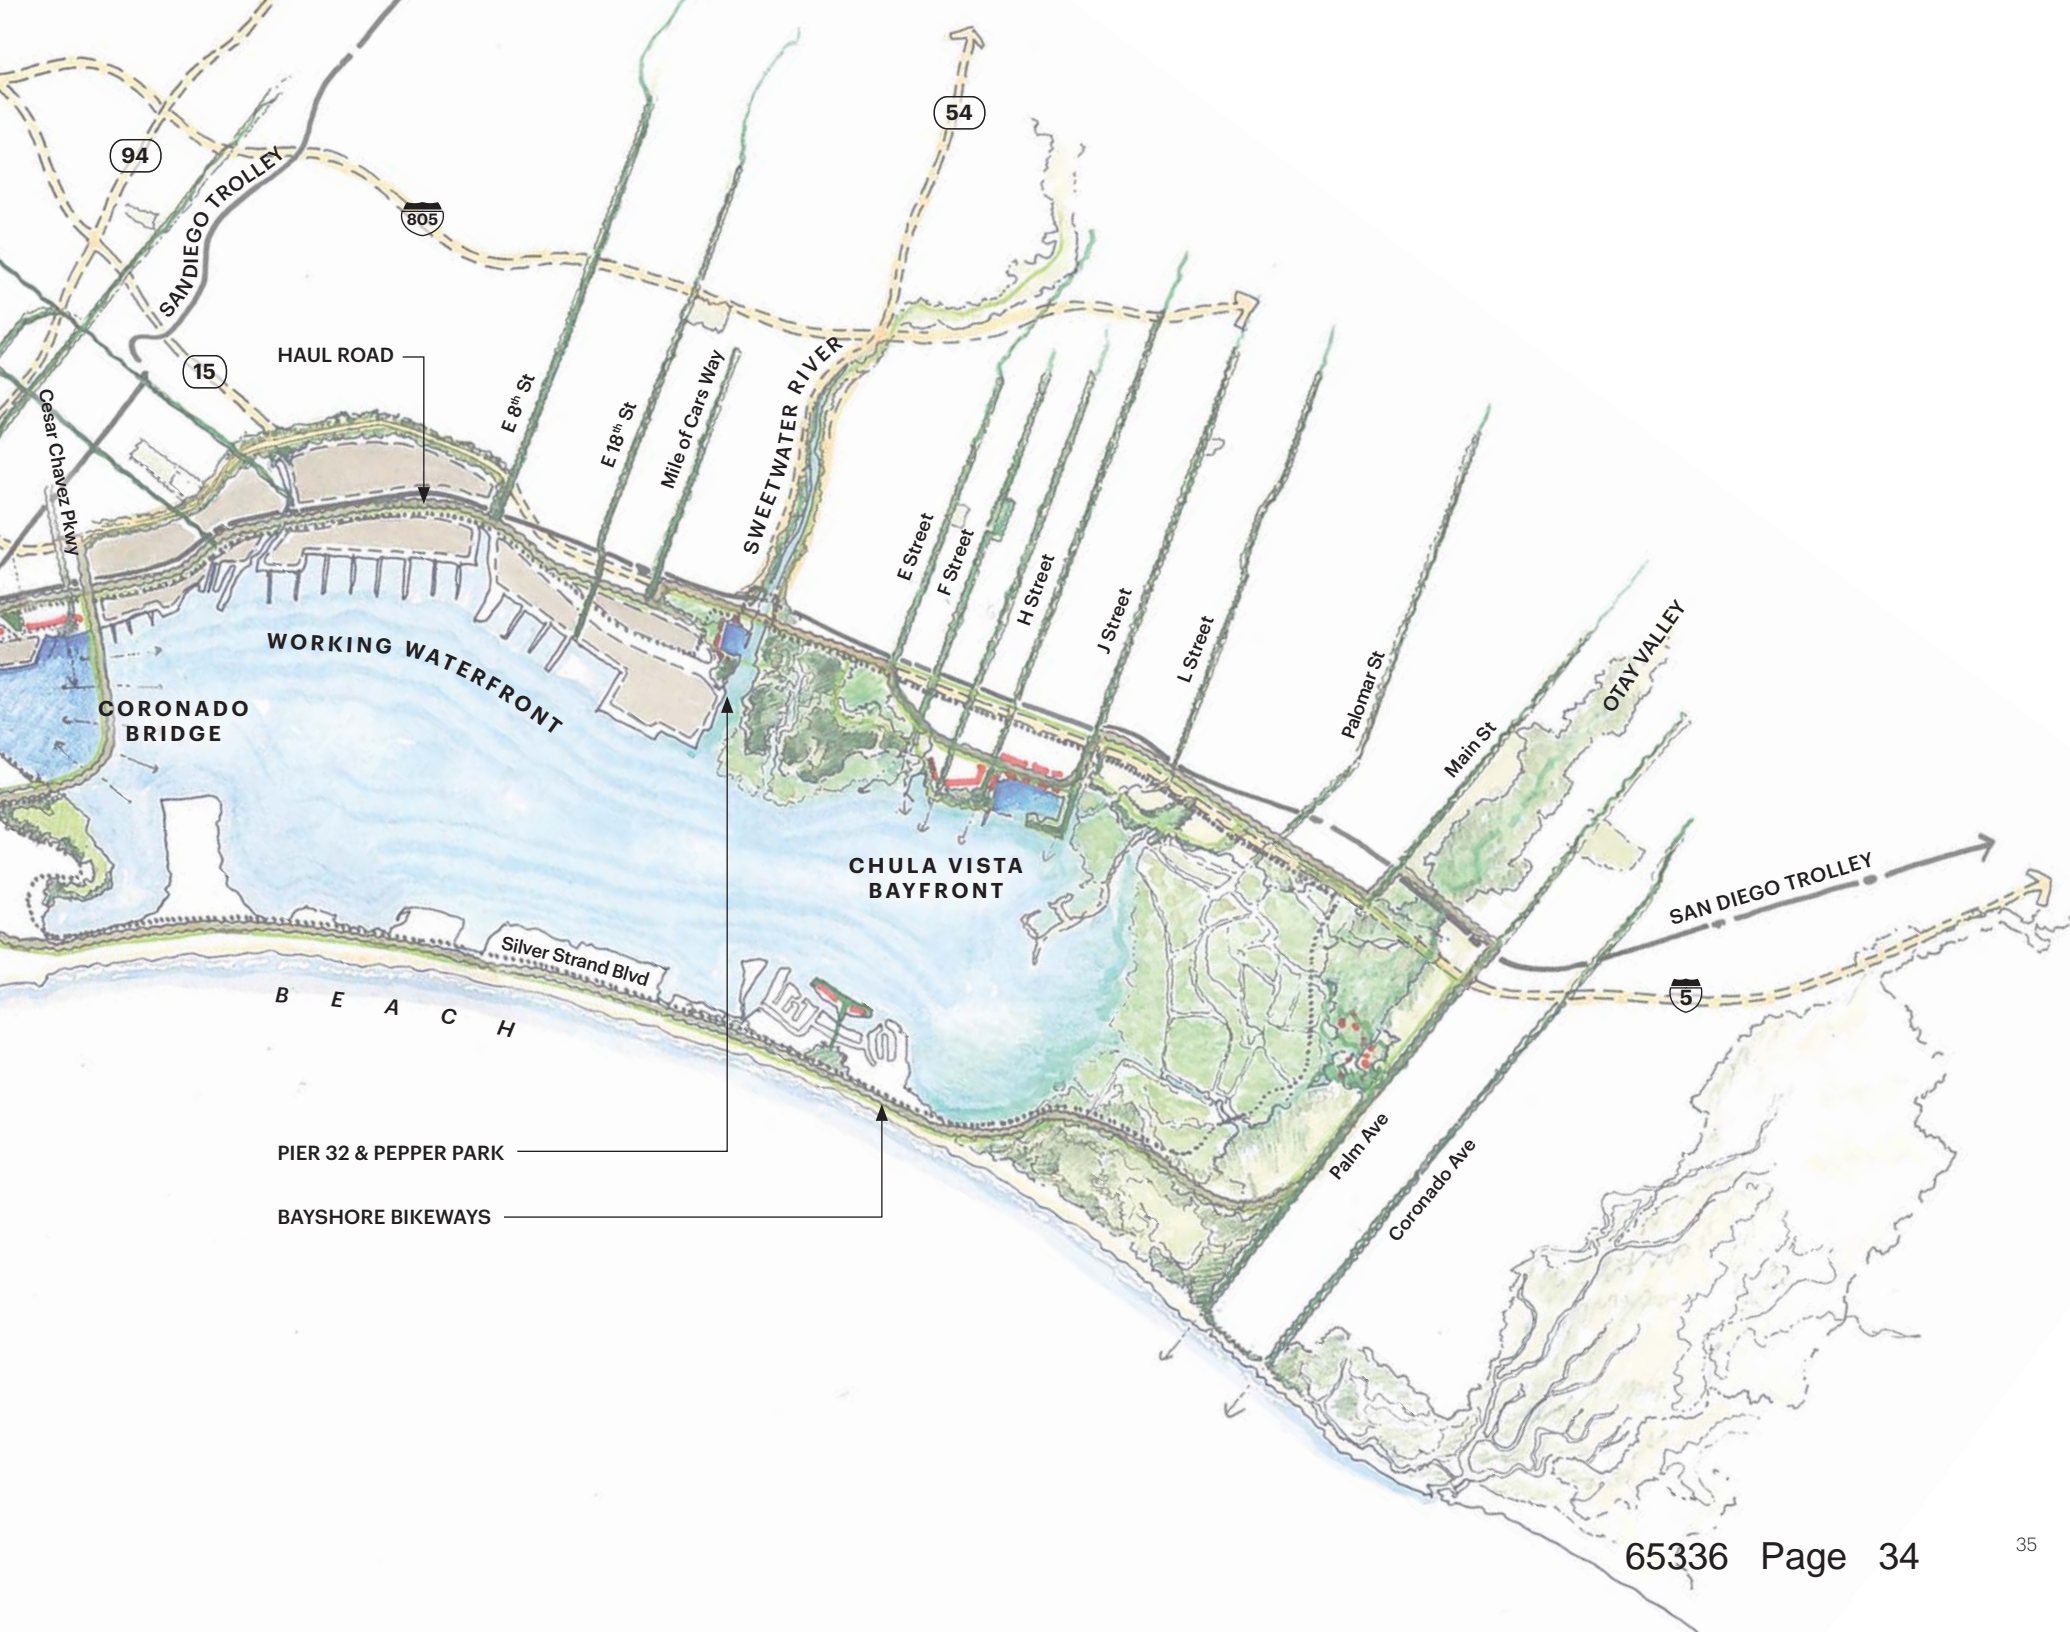 54
94
SANDIEGO TROLLEY
805
15
HAUL ROAD
Cesar Chavez Pkwy
E 8th St
E 18th St
Mile of Cars Way
SWEETWATER RIVER
E Street
F Street
H Street
J Street
L Street
Palomar St
Main St
OTAY VALLEY
WORKING WATERFRONT
CORONADO
BRIDGE
CHULA VISTA
BAYFRONT
SAN DIEGO TROLLEY
5
Silver Strand Blvd
BEACH
PIER 32 & PEPPER PARK
BAYSHORE BIKEWAYS
Palm Ave
Coronado Ave
65336 Page 34
35